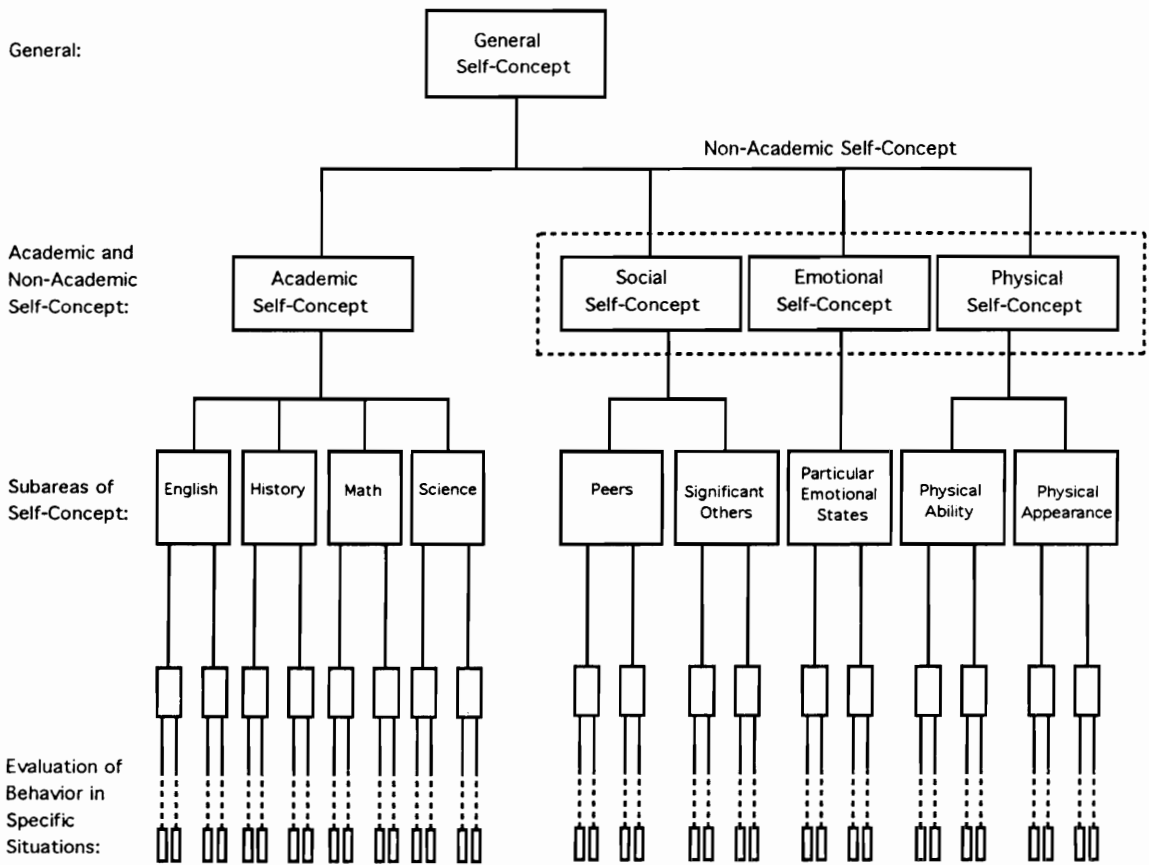 General:
General
Self-Concept
Non-Academic Self-Concept
Academic and
Non-Academic
Self-Concept:
Academic
Self-Concept
Social
Self-Concept
Emotional
Self-Concept
Physical
Self-Concept
Subareas of
Self-Concept:
English
History
Math
Science
Peers
Significant
Others
Particular
Emotional
States
Physical
Ability
Physical
Appearance
Evaluation of
Behavior in
Specific
Situations: